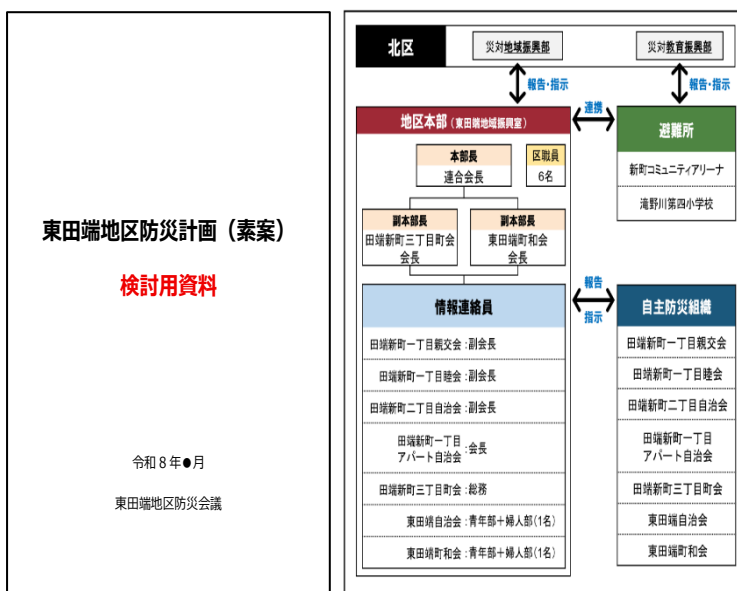 東田端地区防災計画（素案）
検討用資料
令和８年●月
東田端地区防災会議
北区
災対地域振興部
災対教育振興部
報告・指示
報告・指示
地区本部（東田端地域振興室）
連携
避難所
新町コミュニティアリーナ
滝野川第四小学校
本部長
連合会長
区職員
6名
副本部長
田端新町三丁目町会
会長
副本部長
東田端町和会
会長
情報連絡員
田端新町一丁目親交会:副会長
田端新町一丁目睦会:副会長
田端新町二丁目自治会:副会長
田端新町一丁目
アパート自治会:会長
田端新町三丁目町会:総務
東田端自治会:青年部＋婦人部(1名)
東田端町和会:青年部＋婦人部(1名)
報告
指示
自主防災組織
田端新町一丁目親交会
田端新町一丁目睦会
田端新町二丁目自治会
田端新町一丁目
アパート自治会
田端新町三丁目町会
東田端自治会
東田端町和会